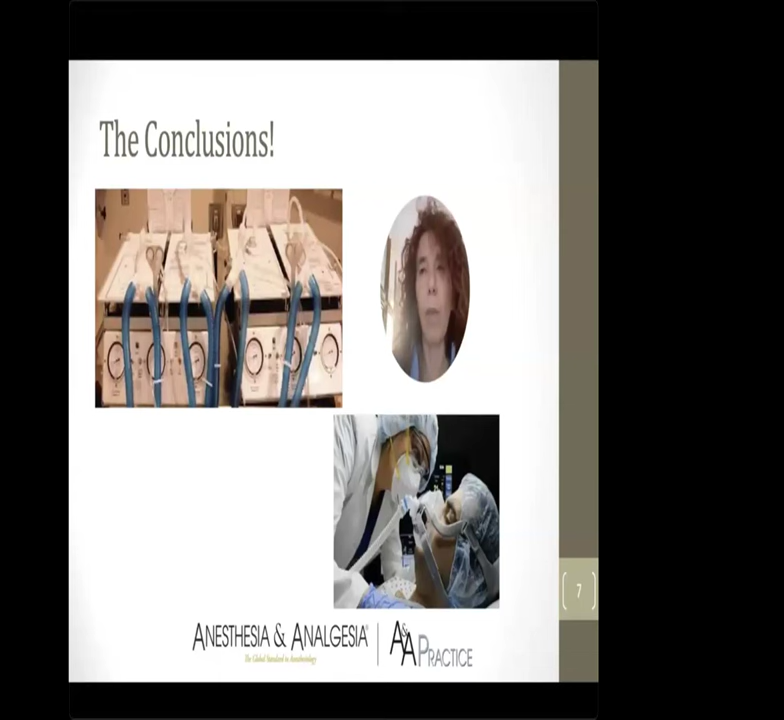 The Conclusions!
7
ANESTHESIA & ANALGESIA®
The Global Standard in Anesthesiology
A&A PRACTICE